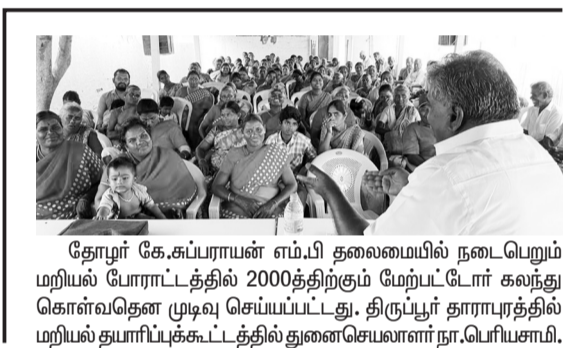 தோழர் கே.சுப்பராயன் எம்.பி தலைமையில் நடைபெறும்
மறியல் போராட்டத்தில் 2000த்திற்கும் மேற்பட்டோர் கலந்து
கொள்வதென முடிவு செய்யப்பட்டது. திருப்பூர் தாராபுரத்தில்
மறியல் தயாரிப்புக்கூட்டத்தில் துனைசெயலாளர் நா.பெரியசாமி.